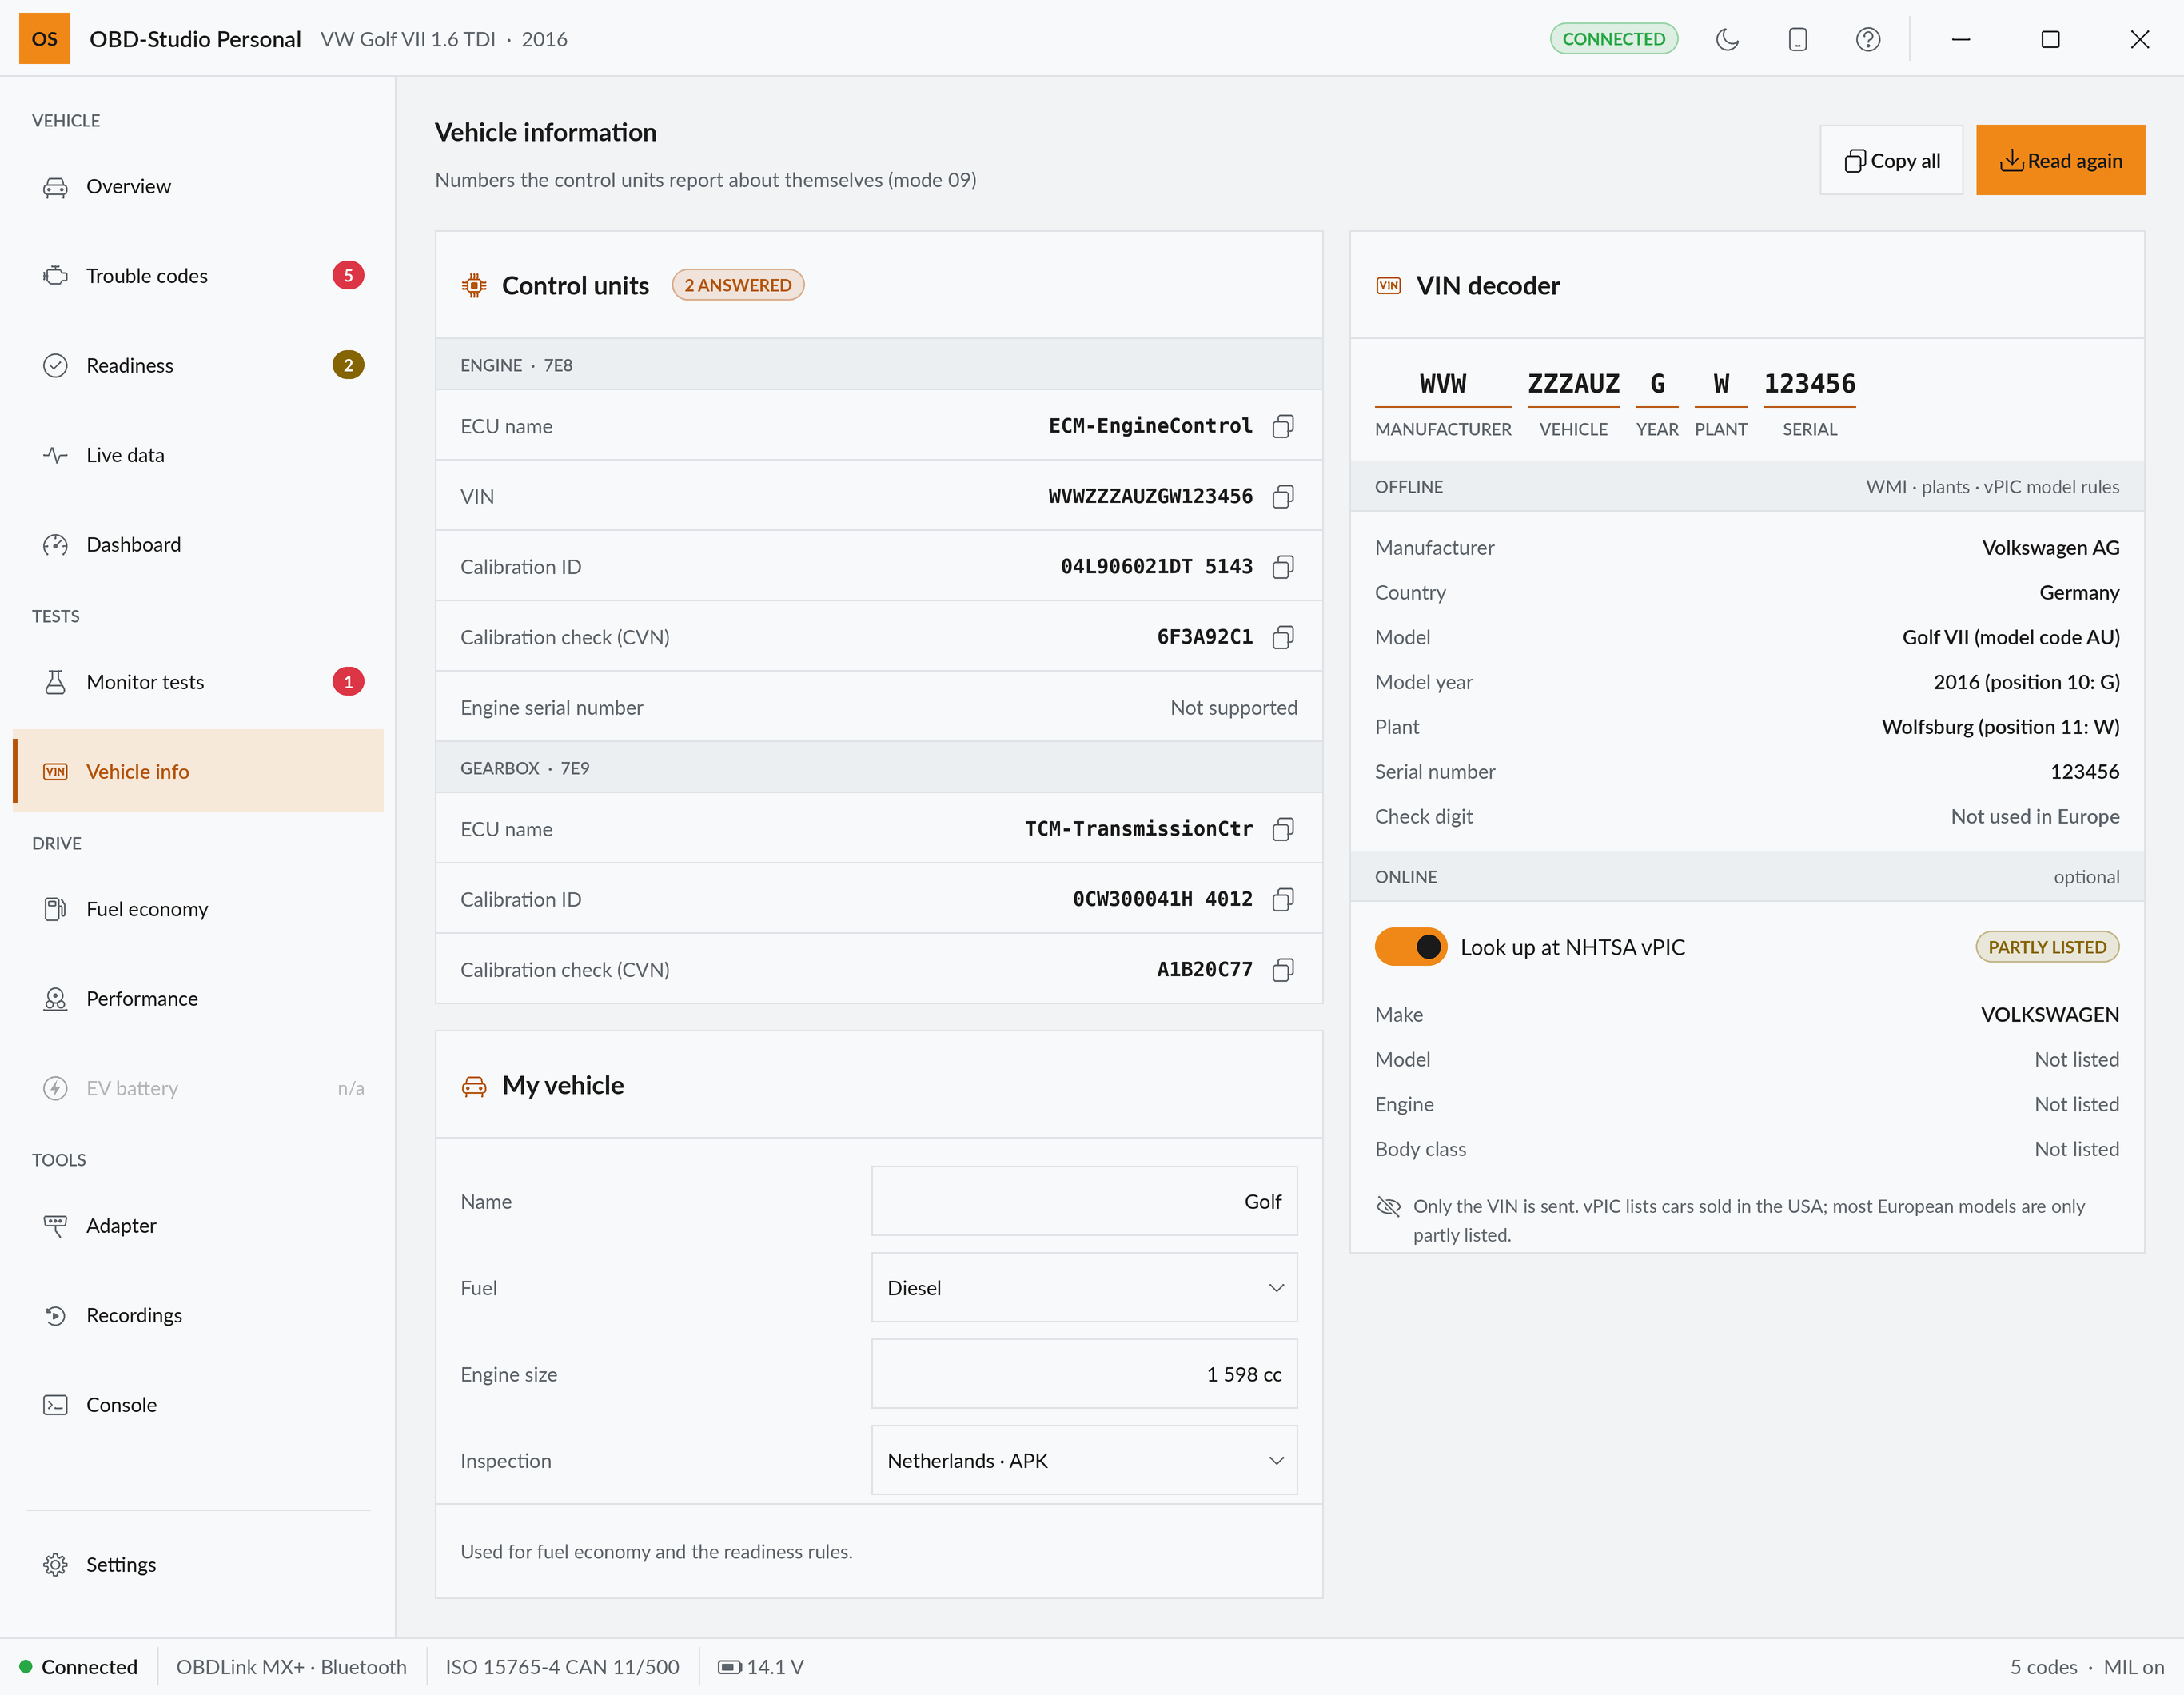 OS OBD-Studio Personal VW Golf VII 1.6 TDI · 2016 CONNECTED
VEHICLE
Overview
Trouble codes 5
Readiness 2
Live data
Dashboard
TESTS
Monitor tests 1
VIN Vehicle info
DRIVE
Fuel economy
Performance
EV battery n/a
TOOLS
Adapter
Recordings
Console
Settings
Vehicle information
Numbers the control units report about themselves (mode 09)
Copy all Read again
Control units 2 ANSWERED
ENGINE · 7E8
ECU name ECM-EngineControl
VIN WVWZZZAUZGW123456
Calibration ID 04L906021DT 5143
Calibration check (CVN) 6F3A92C1
Engine serial number Not supported
GEARBOX · 7E9
ECU name TCM-TransmissionCtr
Calibration ID 0CW300041H 4012
Calibration check (CVN) A1B20C77
My vehicle
Name Golf
Fuel Diesel
Engine size 1 598 cc
Inspection Netherlands · APK
Used for fuel economy and the readiness rules.
VIN VIN decoder
WVW ZZZAUZ G W 123456
MANUFACTURER VEHICLE YEAR PLANT SERIAL
OFFLINE WMI · plants · vPIC model rules
Manufacturer Volkswagen AG
Country Germany
Model Golf VII (model code AU)
Model year 2016 (position 10: G)
Plant Wolfsburg (position 11: W)
Serial number 123456
Check digit Not used in Europe
ONLINE optional
Look up at NHTSA vPIC PARTLY LISTED
Make VOLKSWAGEN
Model Not listed
Engine Not listed
Body class Not listed
Only the VIN is sent. vPIC lists cars sold in the USA; most European models are only
partly listed.
Connected OBDLink MX+ · Bluetooth ISO 15765-4 CAN 11/500 14.1 V 5 codes · MIL on